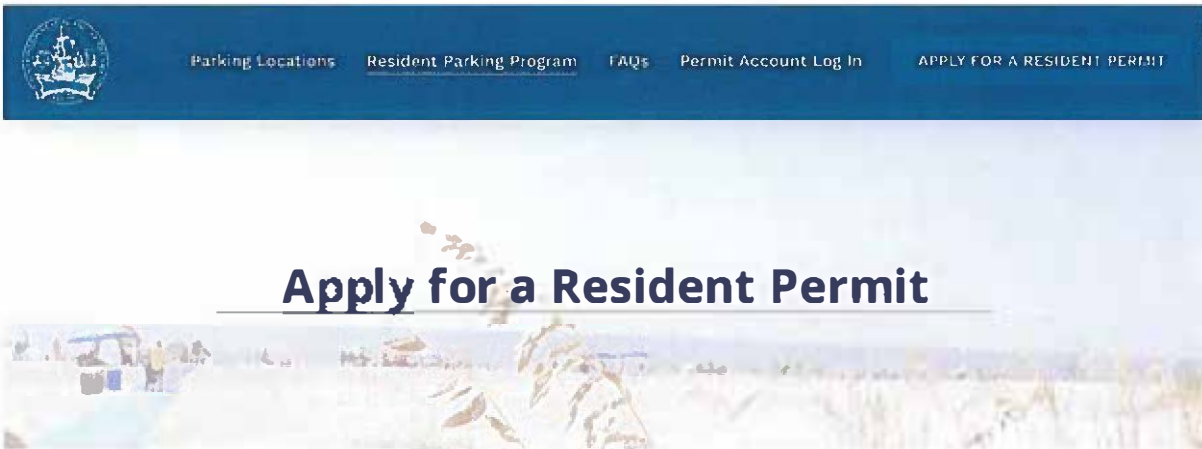 Parking Locations Resident Parking Program FAQs Permit Account Log In APPLY FOR A RESIDENT PERMIT
Apply for a Resident Permit